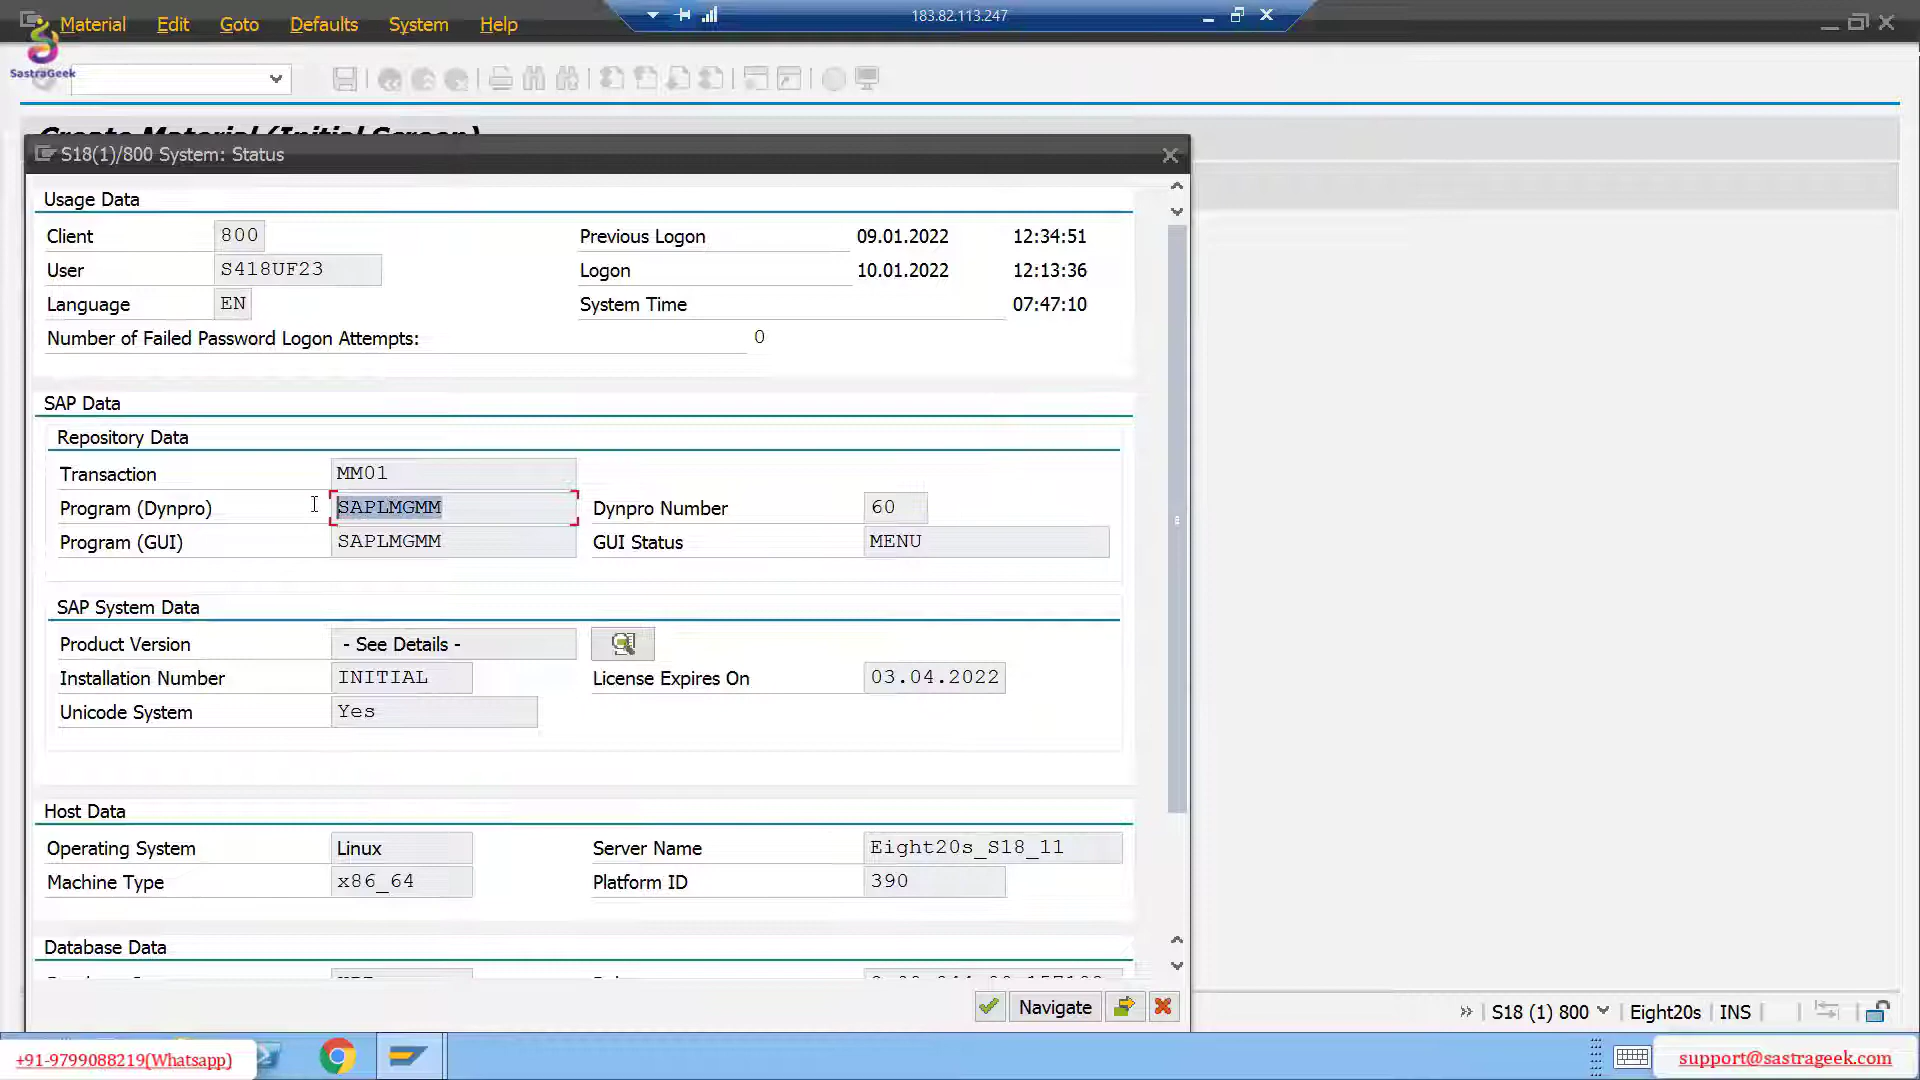 Material Edit Goto Defaults System Help
183.82.113.247
SastraGeek
Create Material (Initial Screen)
S18(1)/800 System: Status
Usage Data
Client 800 Previous Logon 09.01.2022 12:34:51
User S418UF23 Logon 10.01.2022 12:13:36
Language EN System Time 07:47:10
Number of Failed Password Logon Attempts: 0
SAP Data
Repository Data
Transaction MM01
Program (Dynpro) SAPLMGMM Dynpro Number 60
Program (GUI) SAPLMGMM GUI Status MENU
SAP System Data
Product Version - See Details -
Installation Number INITIAL License Expires On 03.04.2022
Unicode System Yes
Host Data
Operating System Linux Server Name Eight20s_S18_11
Machine Type x86_64 Platform ID 390
Database Data
Navigate
S18 (1) 800 Eight20s INS
+91-9799088219(Whatsapp)
support@sastrageek.com